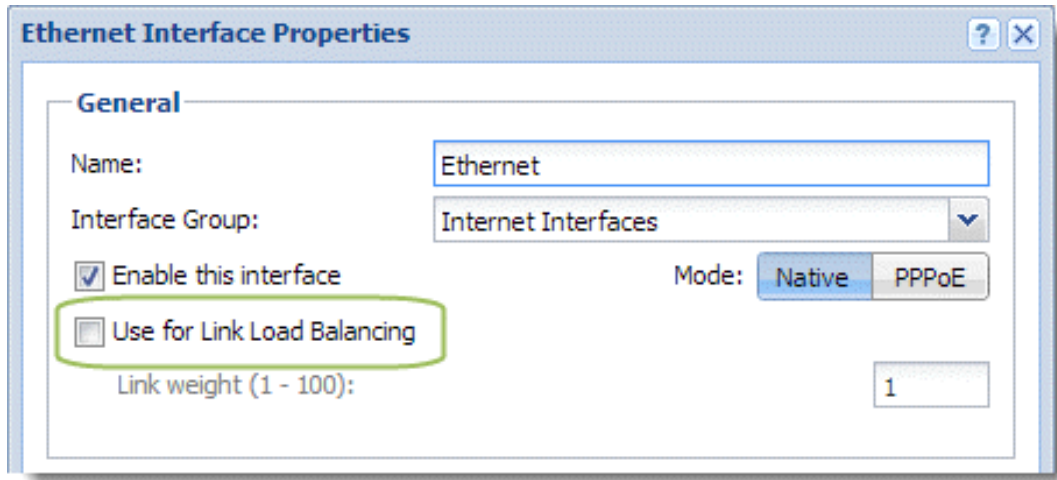 Ethernet Interface Properties
?
General
Name: Ethernet
Interface Group: Internet Interfaces
Enable this interface Mode: Native PPPoE
Use for Link Load Balancing
Link weight (1 - 100): 1